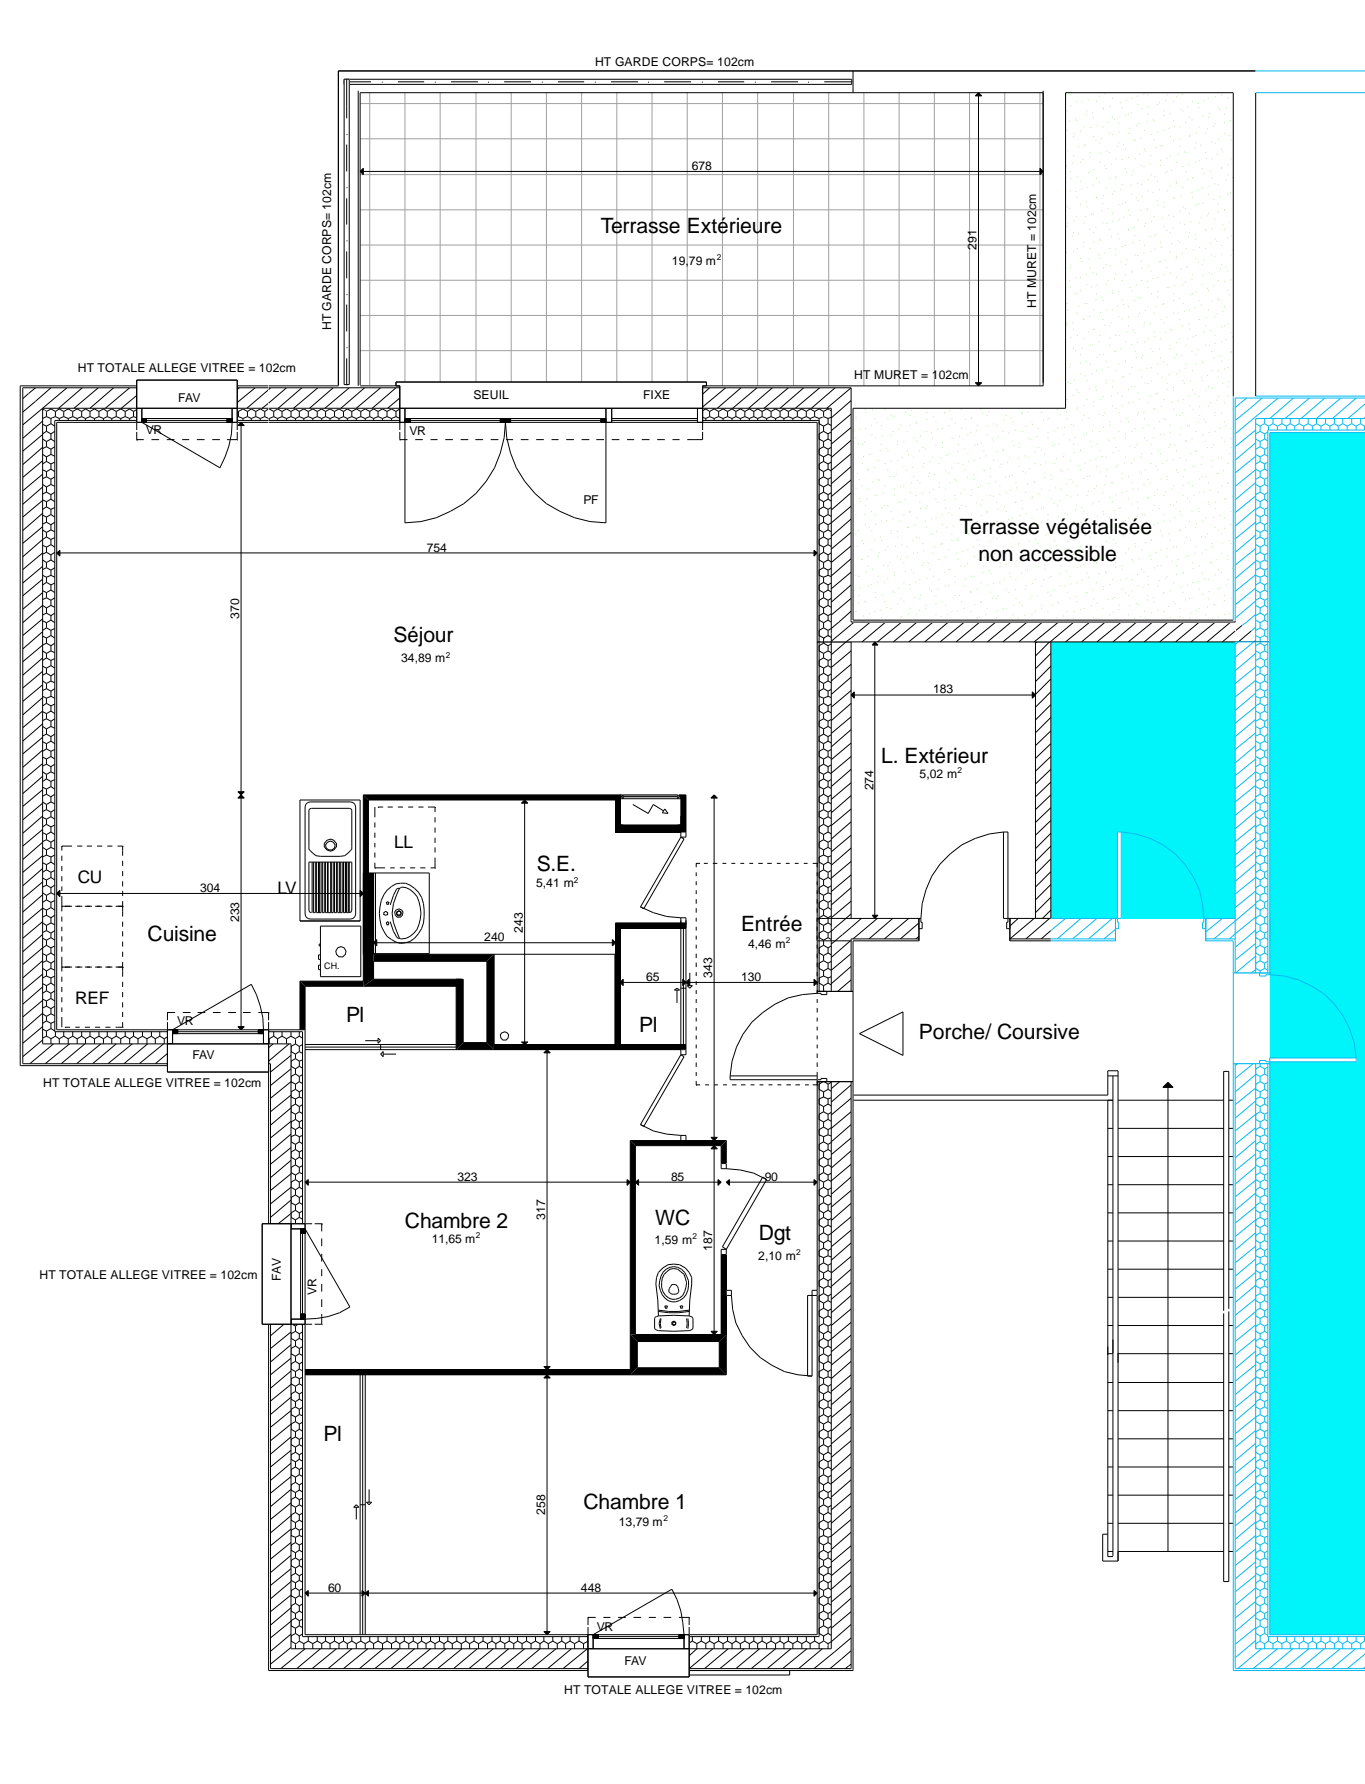 HT GARDE CORPS= 102cm
678
HT GARDE CORPS= 102cm
Terrasse Extérieure
19,79 m²
291
HT MURET = 102cm
HT TOTALE ALLEGE VITREE = 102cm
HT MURET = 102cm
FAV
SEUIL
FIXE
VR
VR
PF
Terrasse végétalisée
non accessible
754
370
Séjour
34,89 m²
183
L. Extérieur
5,02 m²
274
LL
S.E.
5,41 m²
CU
LV
304
233
Cuisine
243
240
Entrée
4,46 m²
343
CH.
65
130
REF
Pl
Pl
VR
FAV
Porche/ Coursive
HT TOTALE ALLEGE VITREE = 102cm
323
85
90
317
Chambre 2
11,65 m²
WC
1,59 m²
187
Dgt
2,10 m²
HT TOTALE ALLEGE VITREE = 102cm
FAV
VR
Pl
258
Chambre 1
13,79 m²
60
448
VR
FAV
HT TOTALE ALLEGE VITREE = 102cm